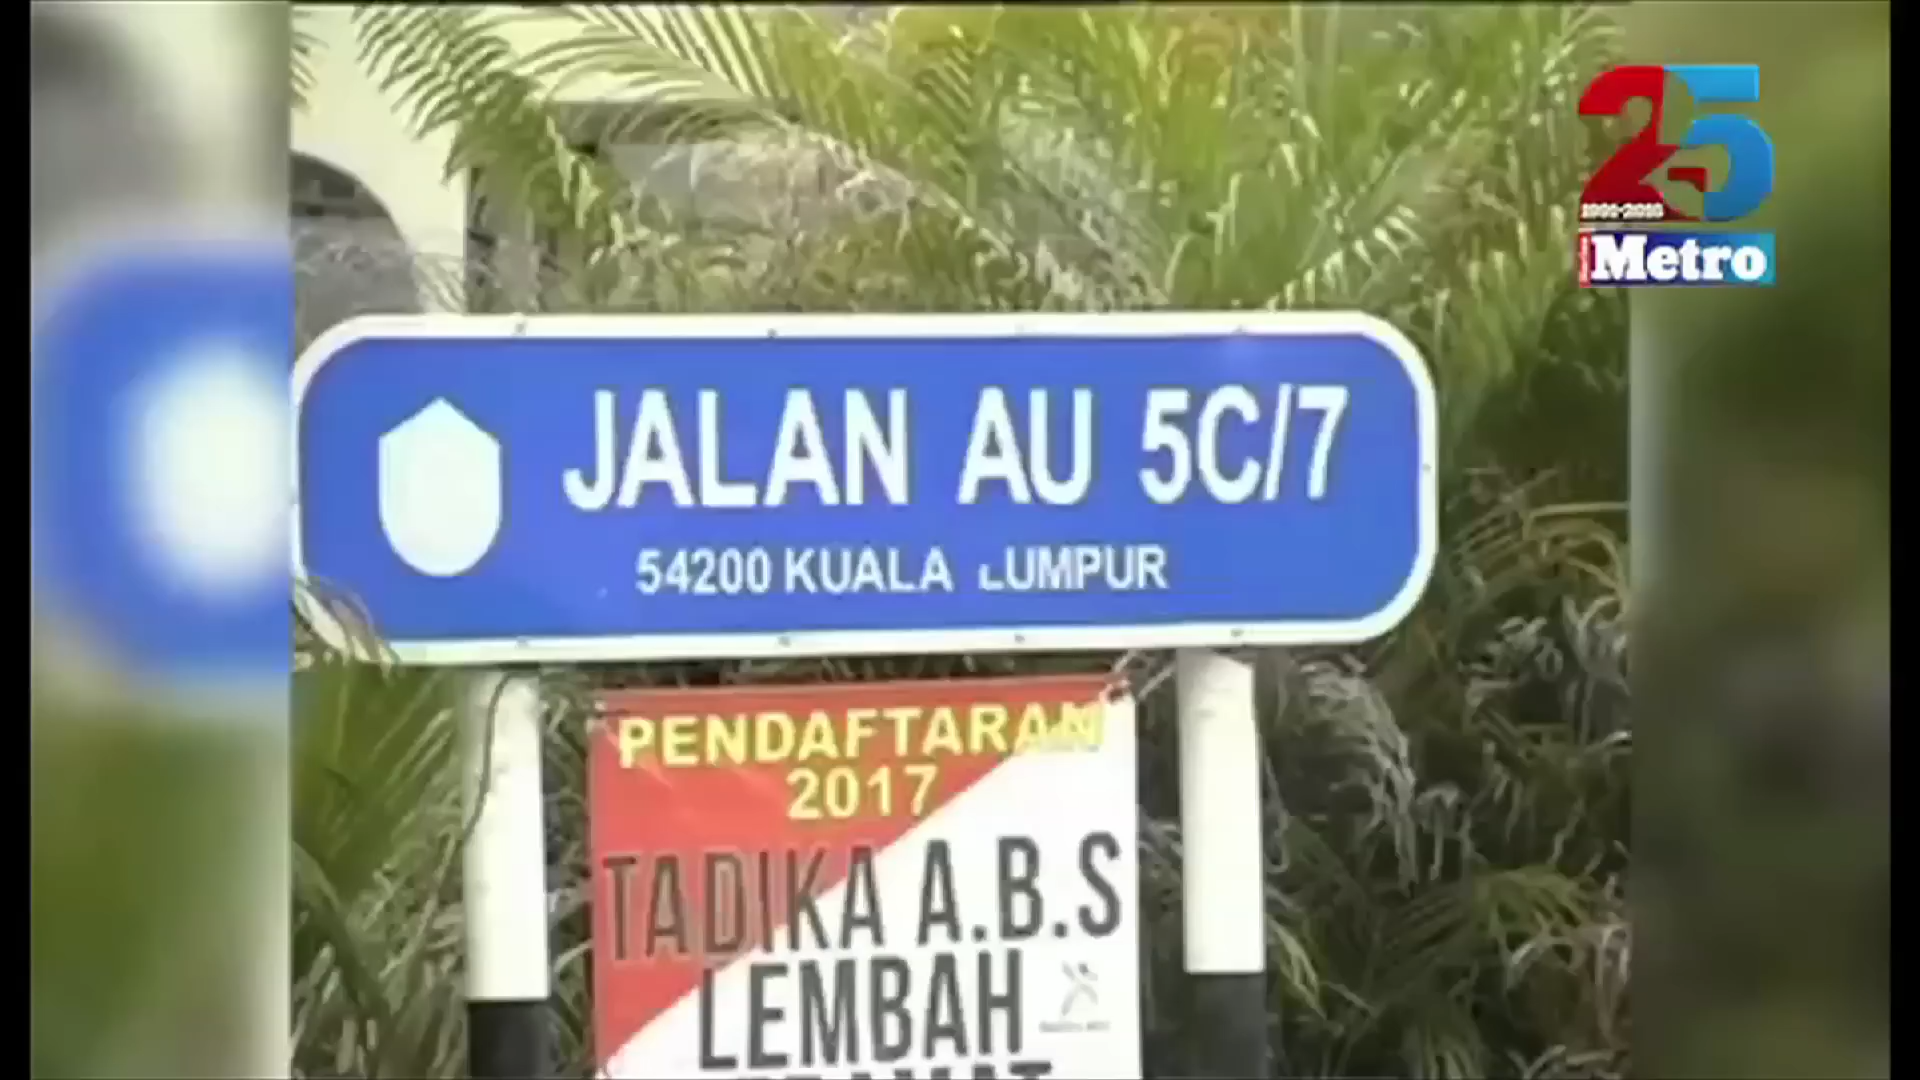 25
Metro
JALAN AU 5C/7
54200 KUALA LUMPUR
PENDAFTARAN
2017
TADIKA A.B.S
LEMBAH